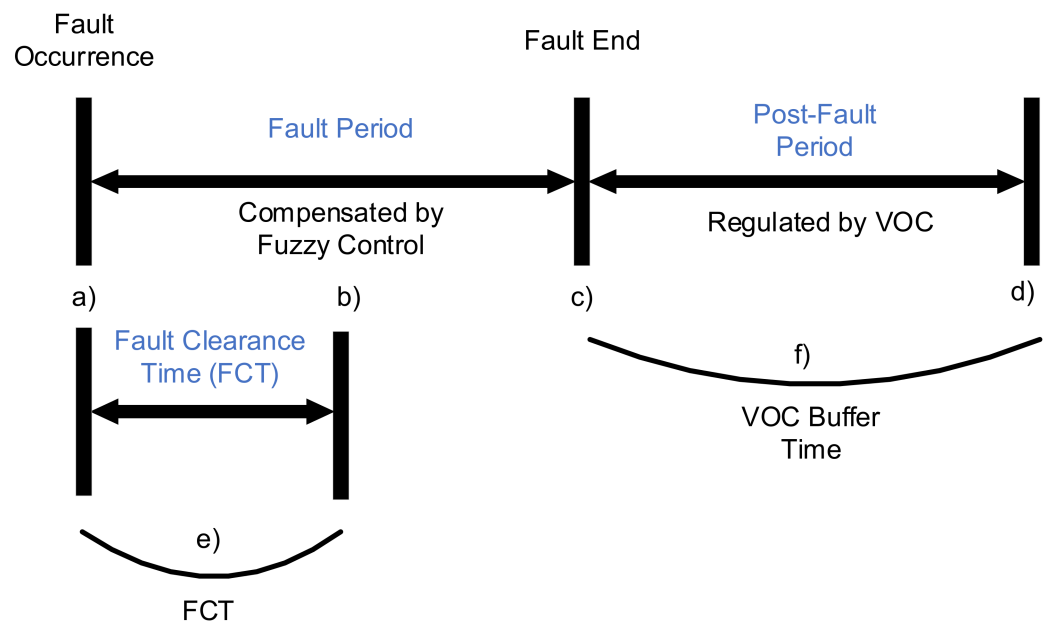 Fault
Occurrence
Fault End
Fault Period
Post-Fault
Period
Compensated by
Fuzzy Control
Regulated by VOC
a)
b)
c)
d)
Fault Clearance
Time (FCT)
f)
VOC Buffer
Time
e)
FCT